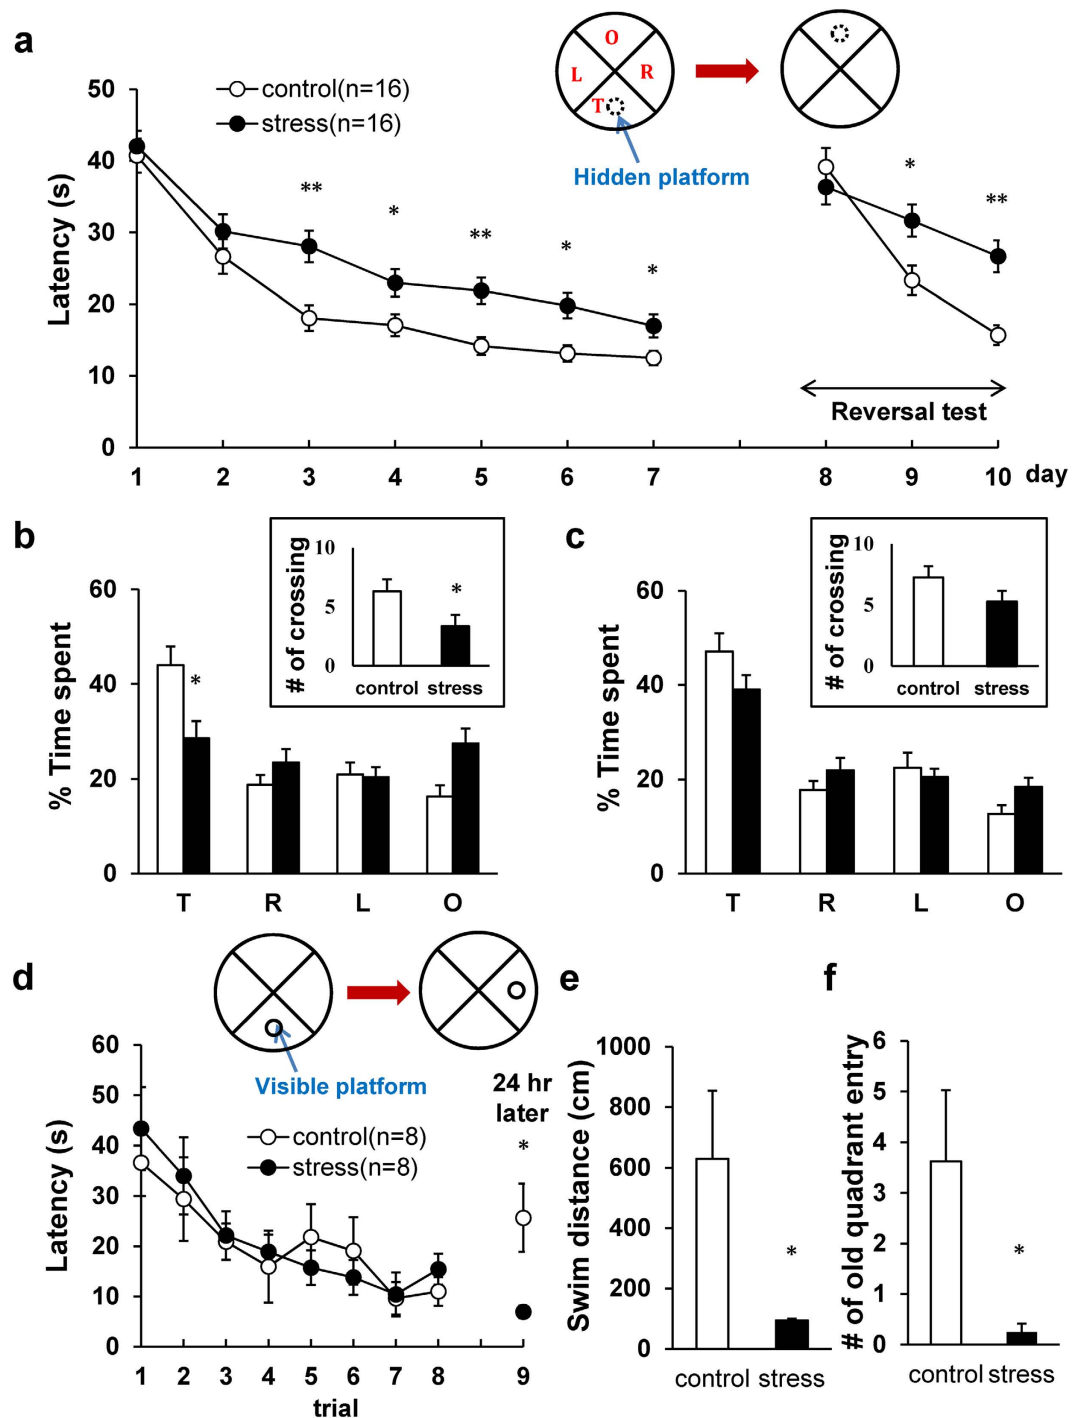 a
control(n=16)
stress(n=16)
O
L
R
T
Hidden platform
Latency (s)
50
40
30
20
10
0
**
*
**
*
*
*
**
Reversal test
1 2 3 4 5 6 7 8 9 10 day
b
% Time spent
60
40
20
0
*
T R L O
# of crossing
10
5
0
*
control stress
c
% Time spent
60
40
20
0
T R L O
# of crossing
10
5
0
control stress
d
Visible platform
24 hr
later
*
control(n=8)
stress(n=8)
Latency (s)
60
50
40
30
20
10
0
1 2 3 4 5 6 7 8 9
trial
e
Swim distance (cm)
1000
800
600
400
200
0
*
control stress
f
# of old quadrant entry
6
5
4
3
2
1
0
*
control stress